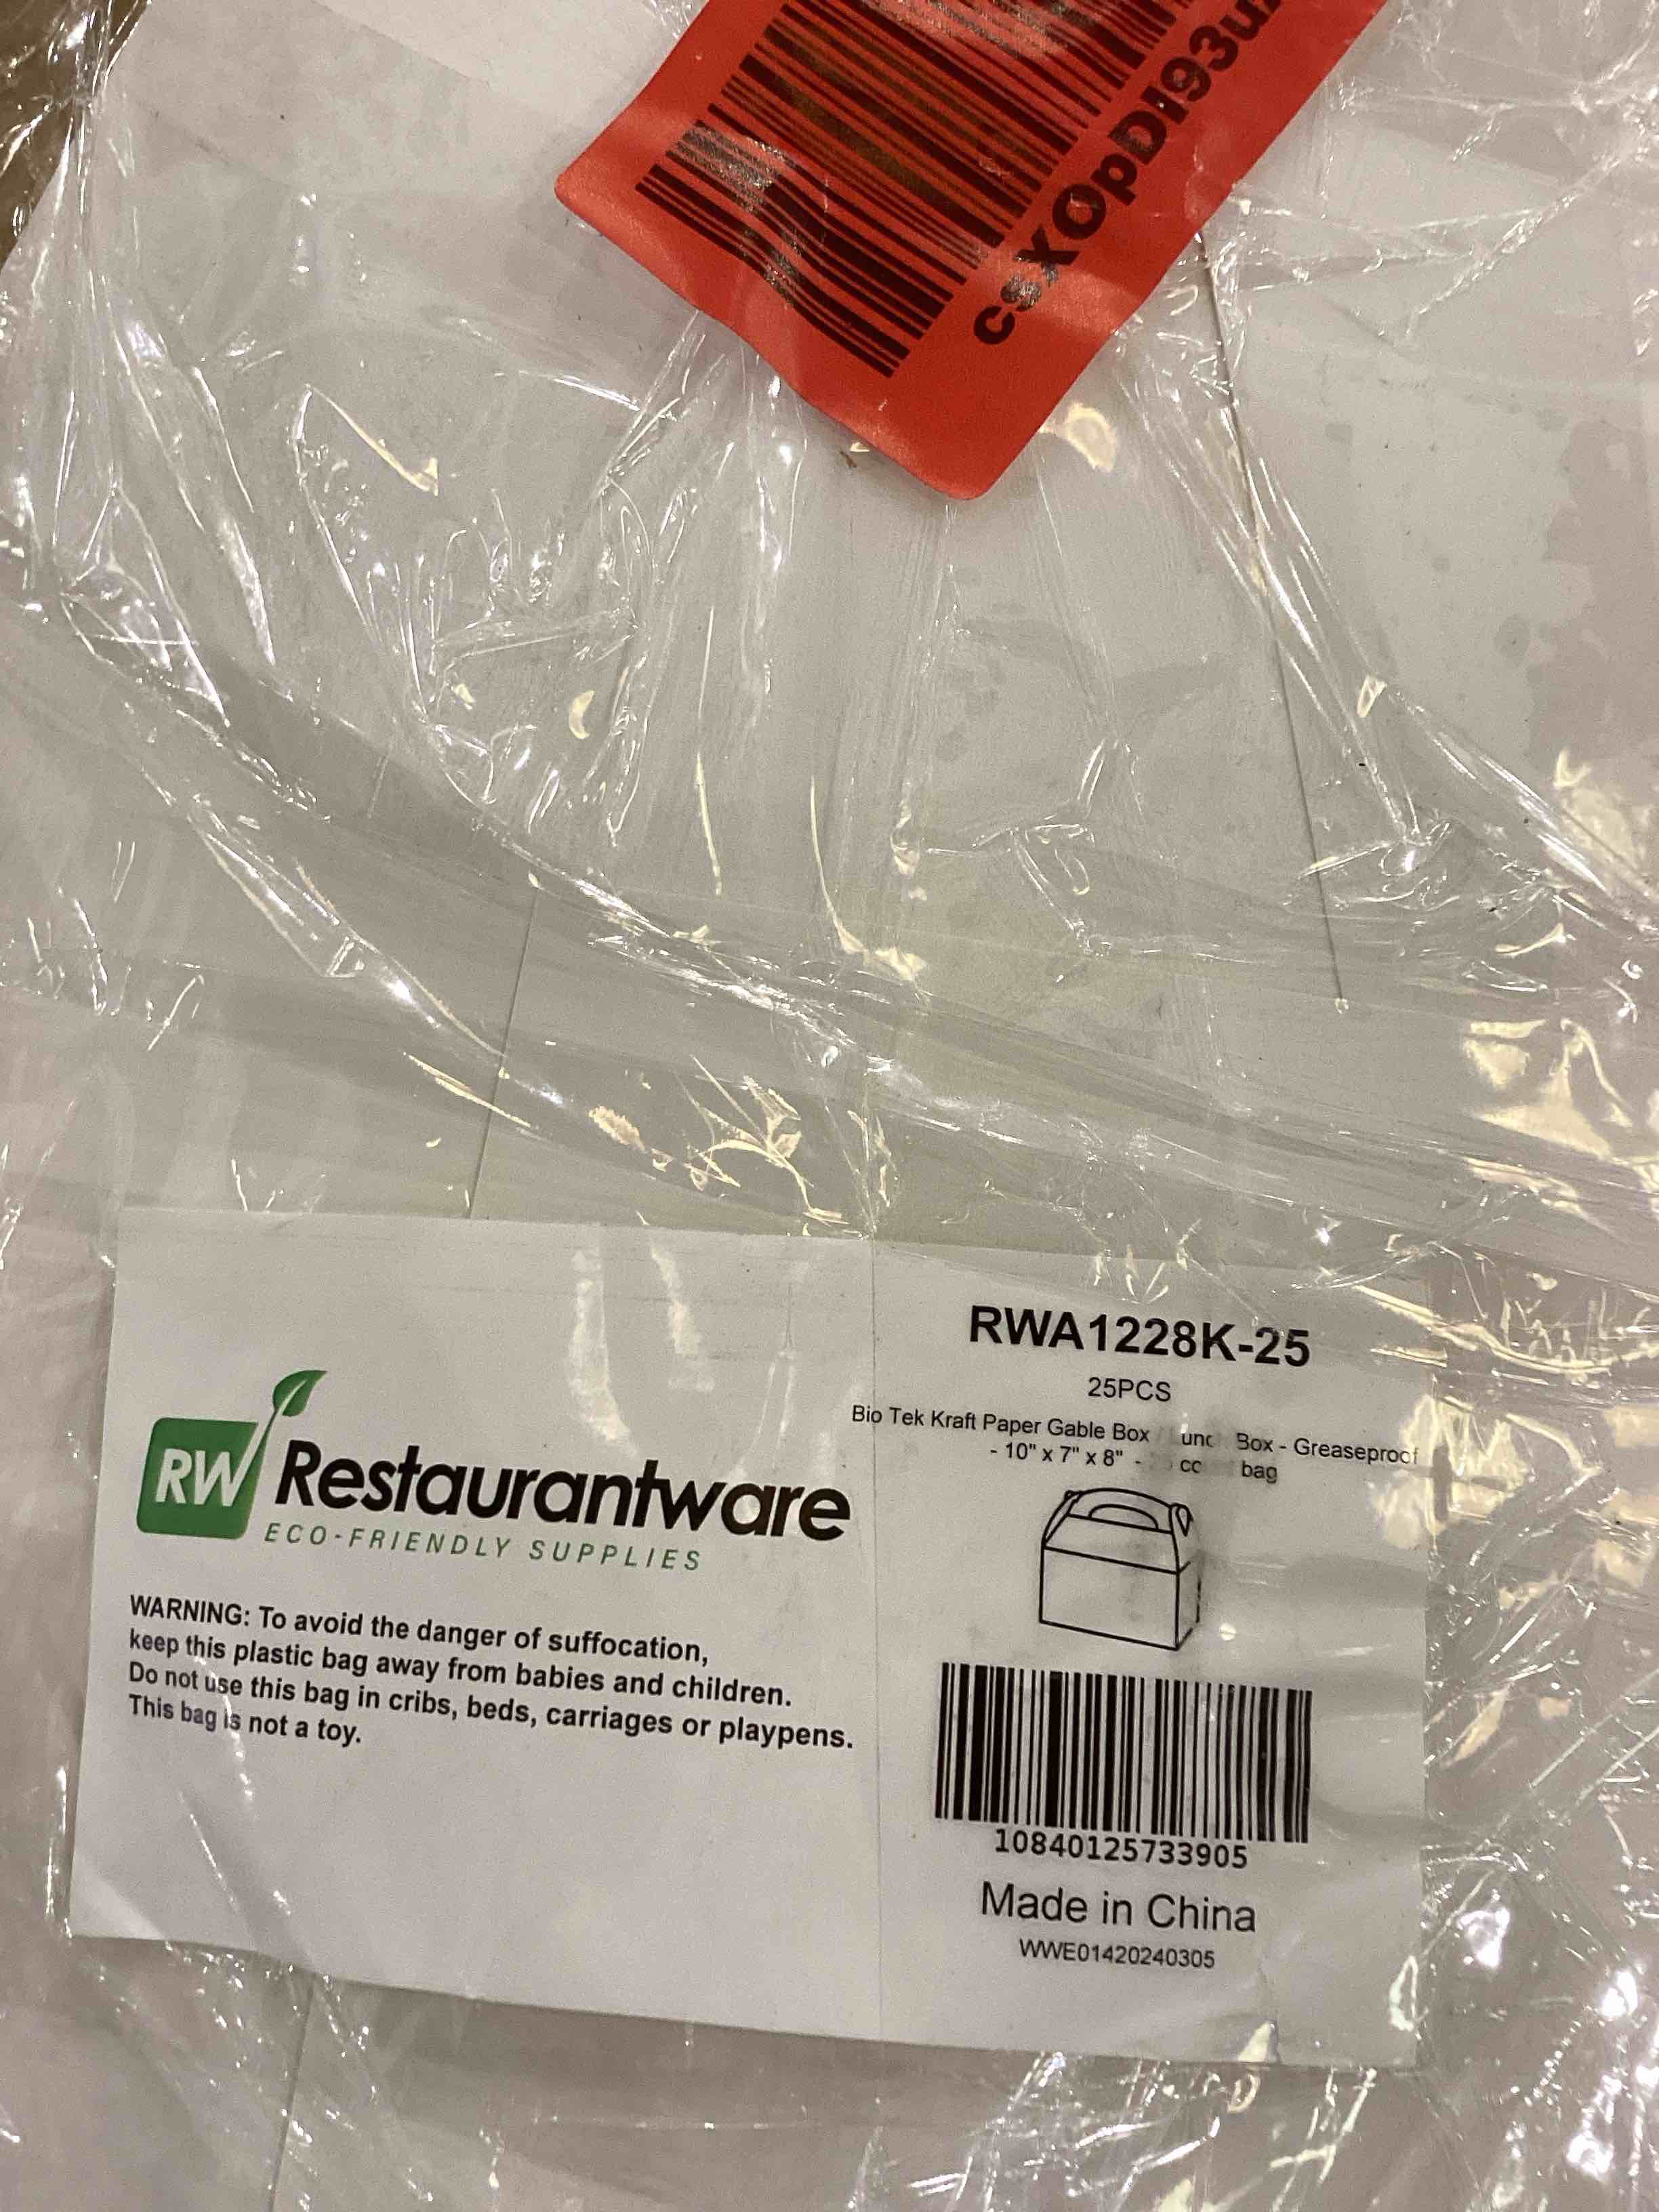 csXOpDI93u
RW Restaurantware
ECO-FRIENDLY SUPPLIES
WARNING: To avoid the danger of suffocation,
keep this plastic bag away from babies and children.
Do not use this bag in cribs, beds, carriages or playpens.
This bag is not a toy.
RWA1228K-25
25PCS
Bio Tek Kraft Paper Gable Box / Box - Greaseproof
- 10" x 7" x 8" - bag
10840125733905
Made in China
WWE01420240305